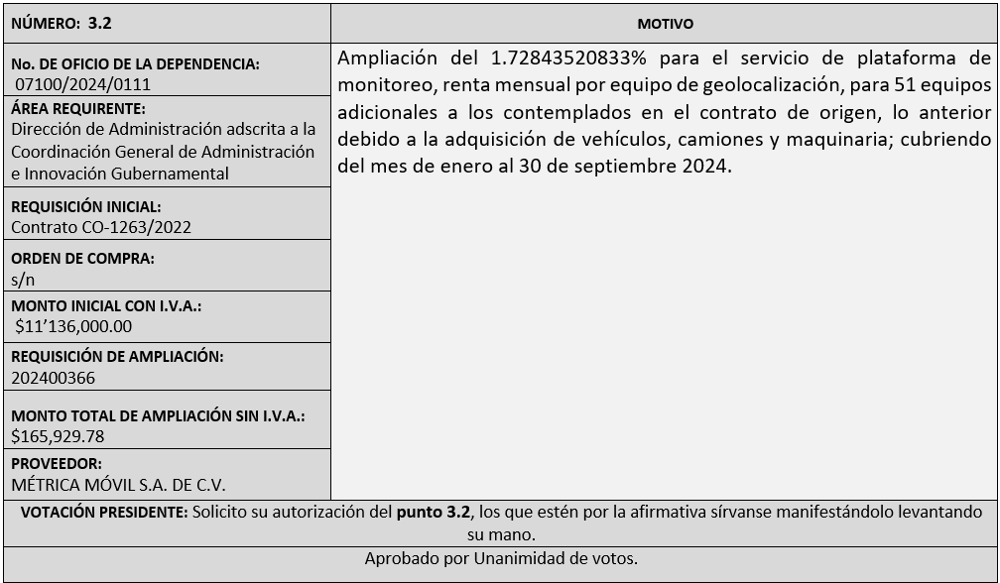 NÚMERO: 3.2
MOTIVO
No. DE OFICIO DE LA DEPENDENCIA:
07100/2024/0111
ÁREA REQUIRENTE:
Dirección de Administración adscrita a la
Coordinación General de Administración
e Innovación Gubernamental
REQUISICIÓN INICIAL:
Contrato CO-1263/2022
ORDEN DE COMPRA:
s/n
MONTO INICIAL CON I.V.A.:
$11’136,000.00
REQUISICIÓN DE AMPLIACIÓN:
202400366
MONTO TOTAL DE AMPLIACIÓN SIN I.V.A.:
$165,929.78
PROVEEDOR:
MÉTRICA MÓVIL S.A. DE C.V.
Ampliación del 1.72843520833% para el servicio de plataforma de
monitoreo, renta mensual por equipo de geolocalización, para 51 equipos
adicionales a los contemplados en el contrato de origen, lo anterior
debido a la adquisición de vehículos, camiones y maquinaria; cubriendo
del mes de enero al 30 de septiembre 2024.
VOTACIÓN PRESIDENTE: Solicito su autorización del punto 3.2, los que estén por la afirmativa sírvanse manifestándolo levantando
su mano.
Aprobado por Unanimidad de votos.